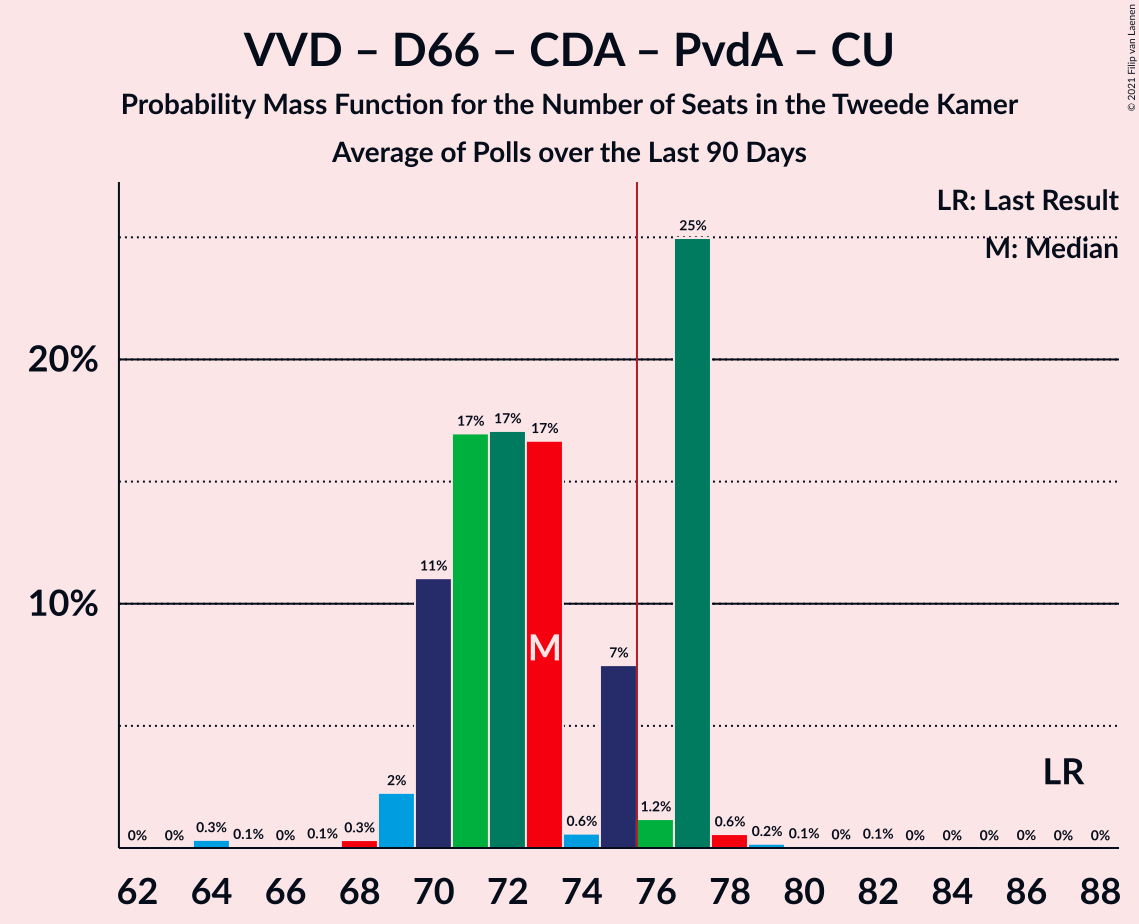 VVD – D66 – CDA – PvdA – CU
Probability Mass Function for the Number of Seats in the Tweede Kamer
Average of Polls over the Last 90 Days
© 2021 Filip van Laenen
LR: Last Result
M: Median
25%
20%
17% 17% 17%
11%
10%
M
7%
LR
2%
0% 0% 0.3% 0.1% 0% 0.1% 0.3% 0.6% 1.2% 0.6% 0.2% 0.1% 0% 0.1% 0% 0% 0% 0% 0% 0%
62 64 66 68 70 72 74 76 78 80 82 84 86 88